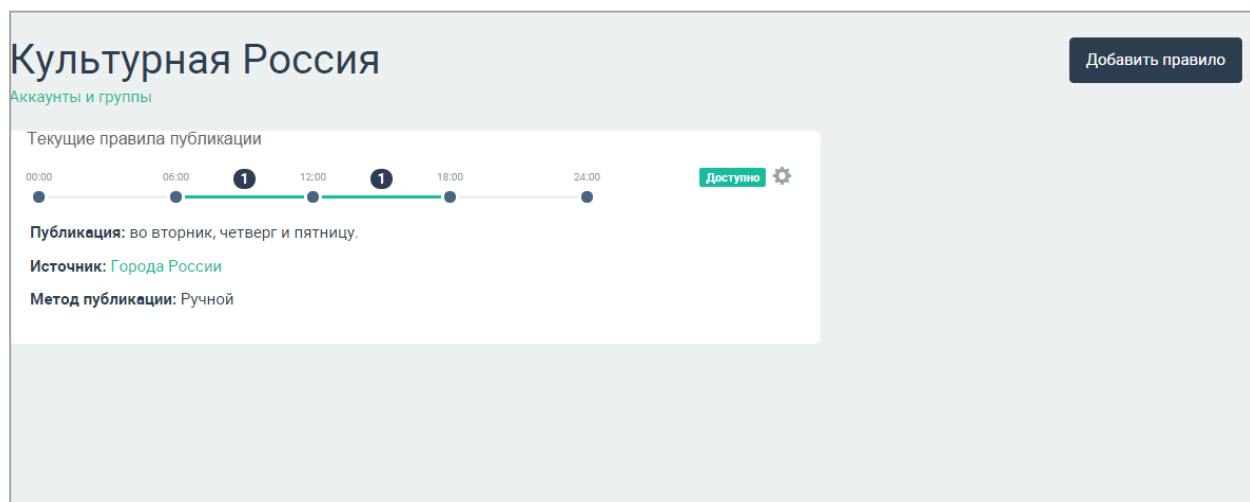 Культурная Россия
Добавить правило
Аккаунты и группы
Текущие правила публикации
00:00 06:00 1 12:00 1 18:00 24:00 Доступно
Публикация: во вторник, четверг и пятницу.
Источник: Города России
Метод публикации: Ручной